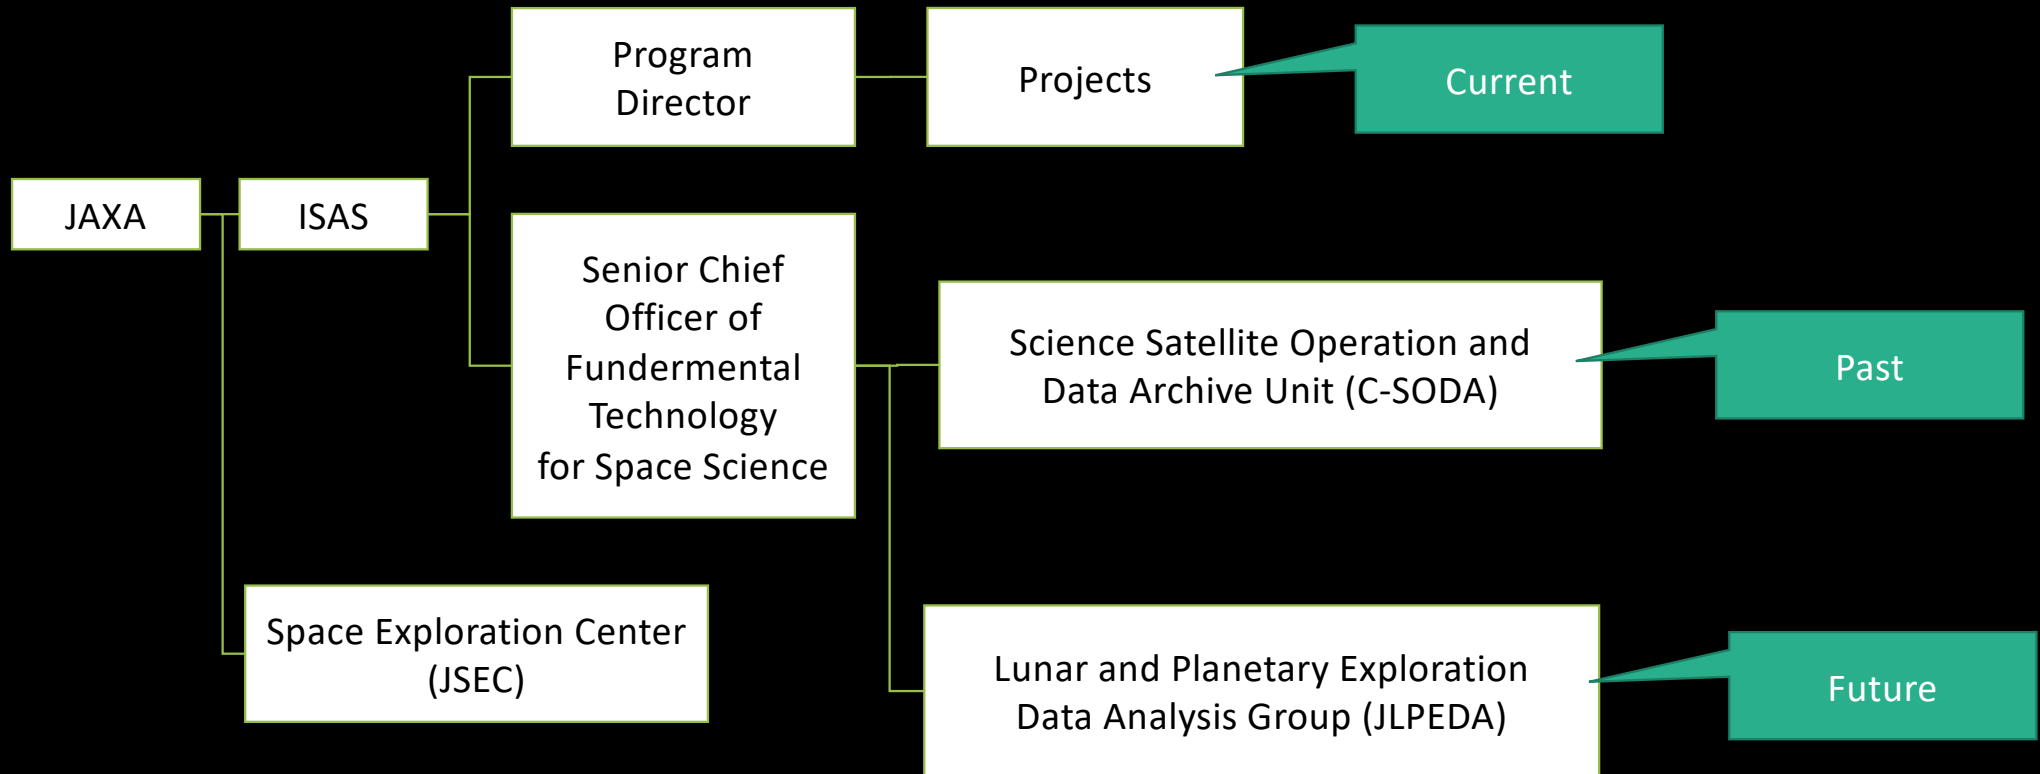 Program
Director
Projects
Current
JAXA
ISAS
Senior Chief
Officer of
Fundermental
Technology
for Space Science
Science Satellite Operation and
Data Archive Unit (C-SODA)
Past
Space Exploration Center
(JSEC)
Lunar and Planetary Exploration
Data Analysis Group (JLPEDA)
Future